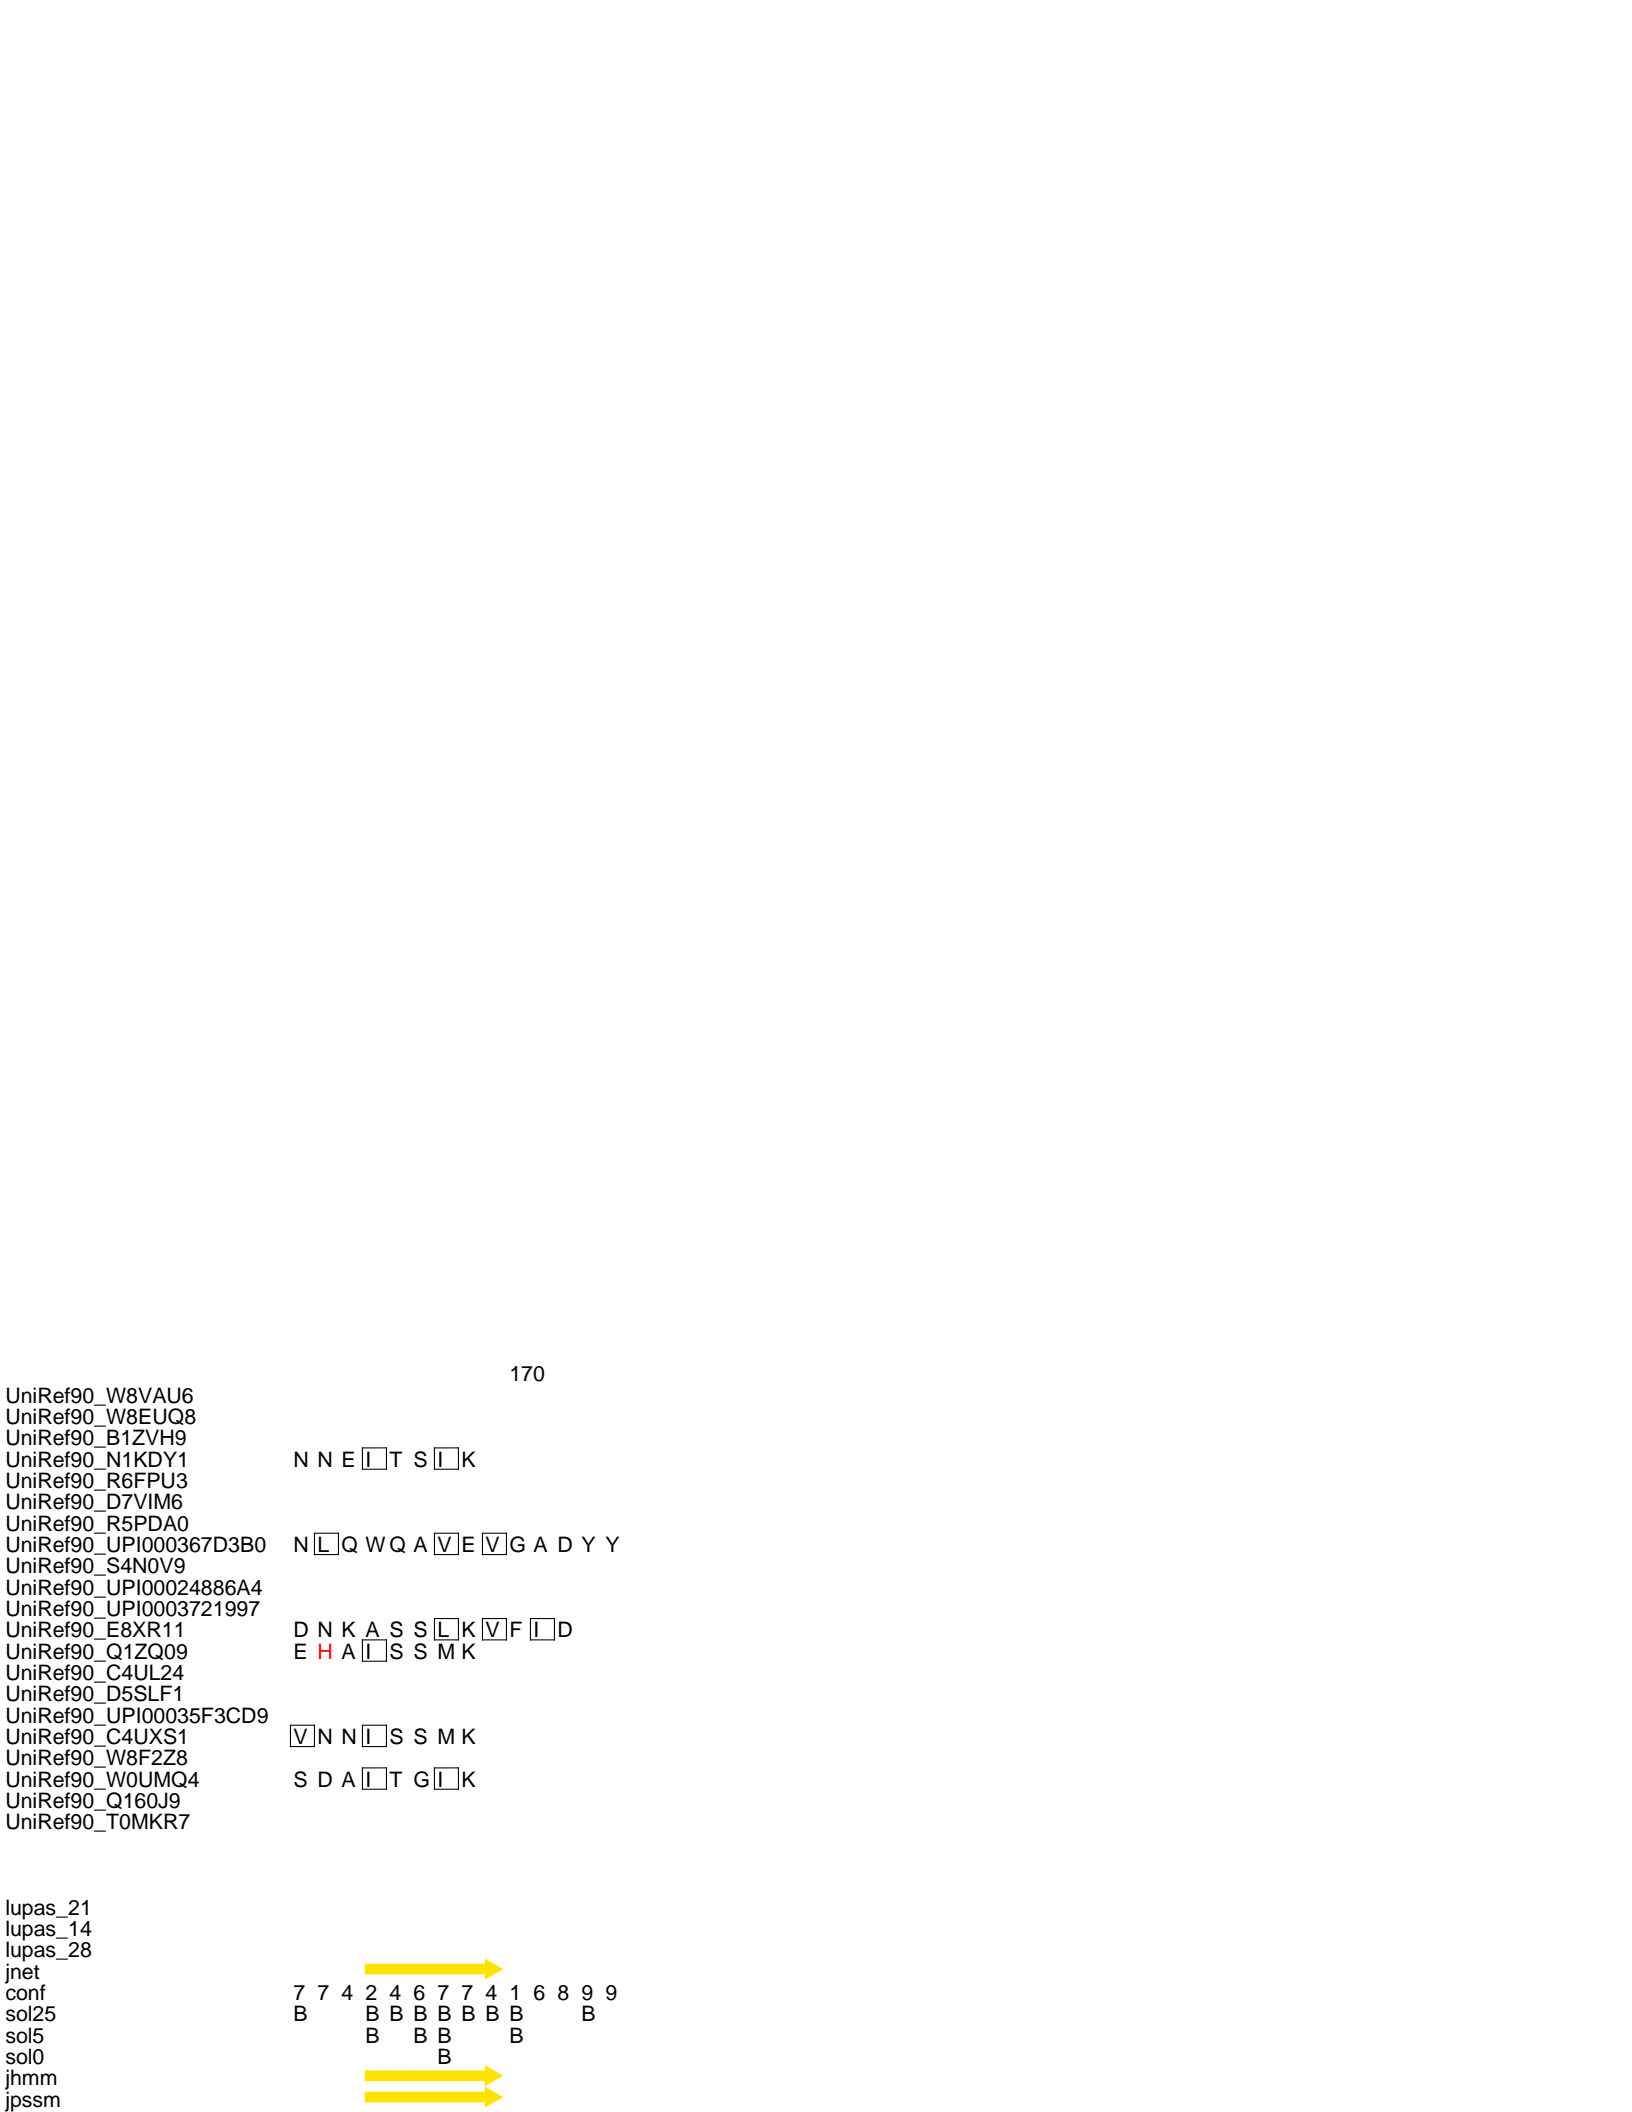 170
UniRef90_W8VAU6
UniRef90_W8EUQ8
UniRef90_B1ZVH9
UniRef90_N1KDY1 N N E I T S I K
UniRef90_R6FPU3
UniRef90_D7VIM6
UniRef90_R5PDA0
UniRef90_UPI000367D3B0 N L Q W Q A V E V G A D Y Y
UniRef90_S4N0V9
UniRef90_UPI00024886A4
UniRef90_UPI0003721997
UniRef90_E8XR11 D N K A S S L K V F I D
UniRef90_Q1ZQ09 E H A I S S M K
UniRef90_C4UL24
UniRef90_D5SLF1
UniRef90_UPI00035F3CD9
UniRef90_C4UXS1 V N N I S S M K
UniRef90_W8F2Z8
UniRef90_W0UMQ4 S D A I T G I K
UniRef90_Q160J9
UniRef90_T0MKR7
lupas_21
lupas_14
lupas_28
jnet
conf 7 7 4 2 4 6 7 7 4 1 6 8 9 9
sol25 B B B B B B B B B
sol5 B B B B
sol0 B
jhmm
jpssm